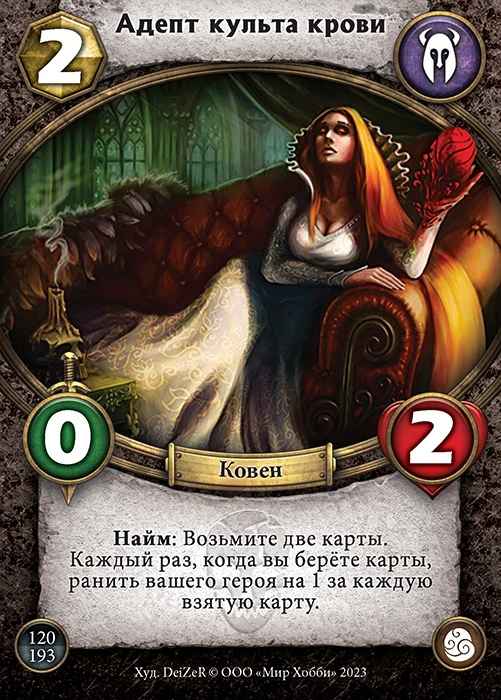 2
Адепт культа крови
0
2
Ковен
Найм: Возьмите две карты.
Каждый раз, когда вы берёте карты,
ранить вашего героя на 1 за каждую
взятую карту.
120
193
Худ. DeiZeR © ООО «Мир Хобби» 2023